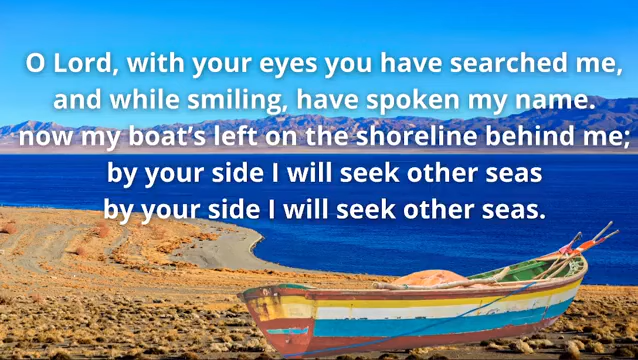 O Lord, with your eyes you have searched me,
and while smiling, have spoken my name.
now my boat's left on the shoreline behind me;
by your side I will seek other seas
by your side I will seek other seas.